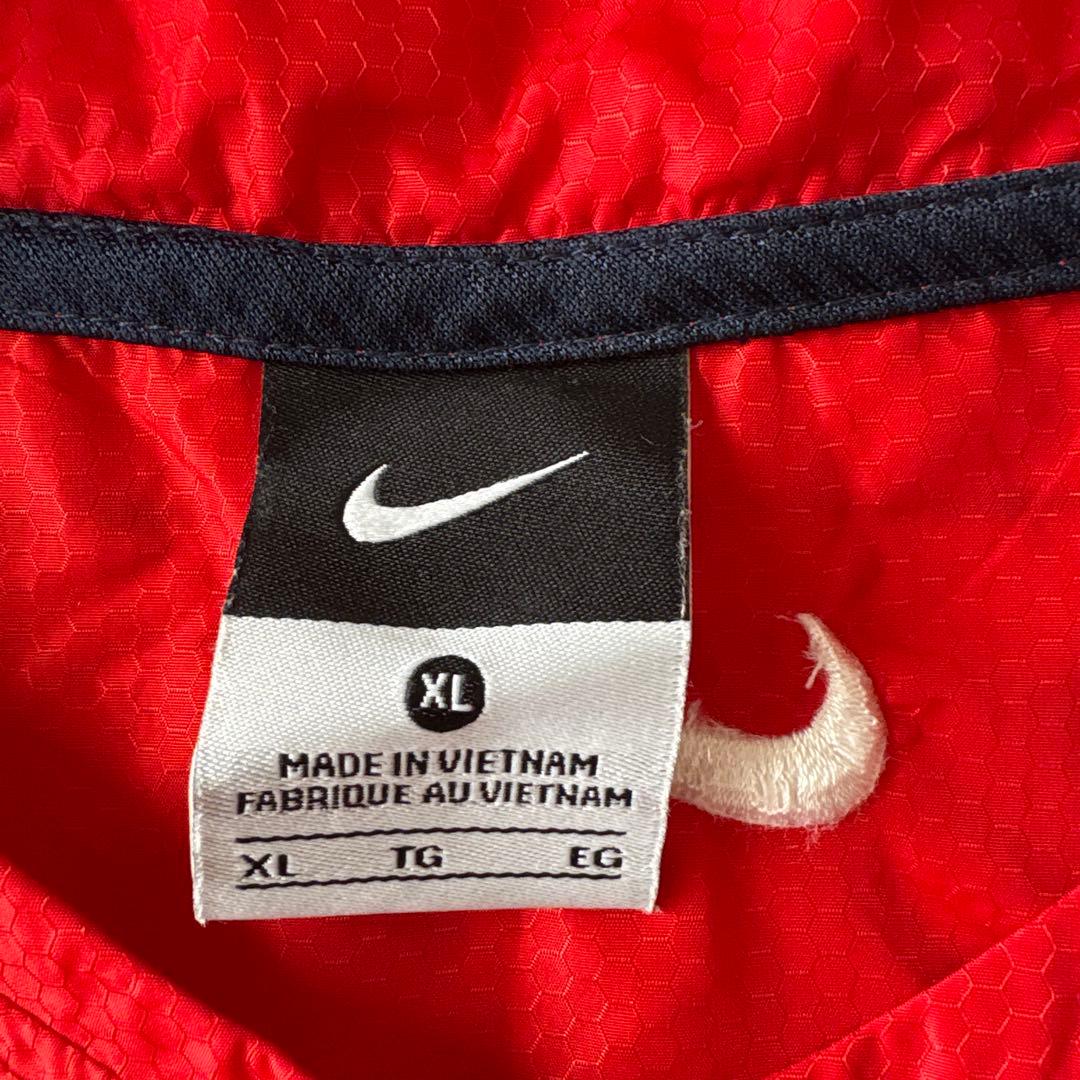 XL
MADE IN VIETNAM
FABRIQUE AU VIETNAM
XL TG EG